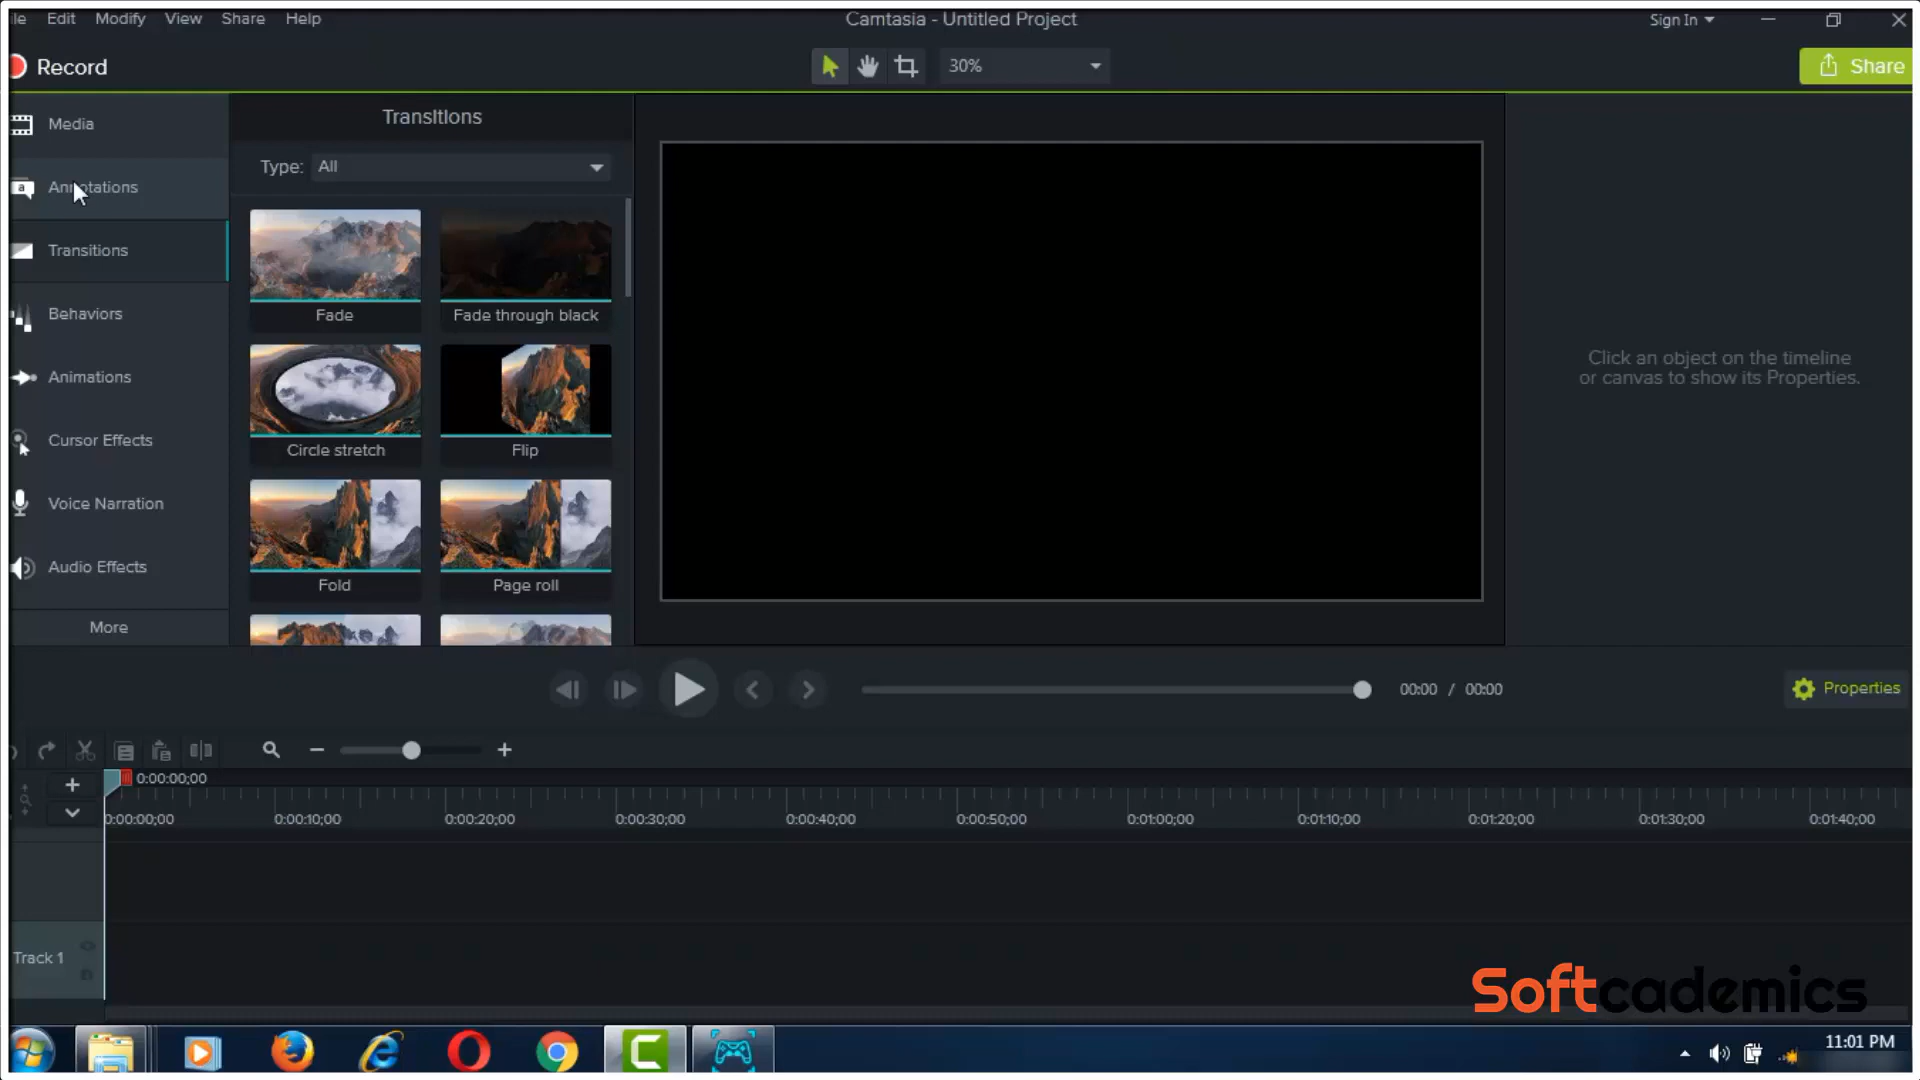 le Edit Modify View Share Help
Camtasia - Untitled Project
Sign In
Record
30%
Share
Media
Annotations
Transitions
Behaviors
Animations
Cursor Effects
Voice Narration
Audio Effects
More
Transitions
Type: All
Fade
Fade through black
Circle stretch
Flip
Fold
Page roll
Click an object on the timeline
or canvas to show its Properties.
00:00 / 00:00
Properties
0:00:00;00
0:00:00;00 0:00:10;00 0:00:20;00 0:00:30;00 0:00:40;00 0:00:50;00 0:01:00;00 0:01:10;00 0:01:20;00 0:01:30;00 0:01:40;00
Track 1
Softcademics
11:01 PM